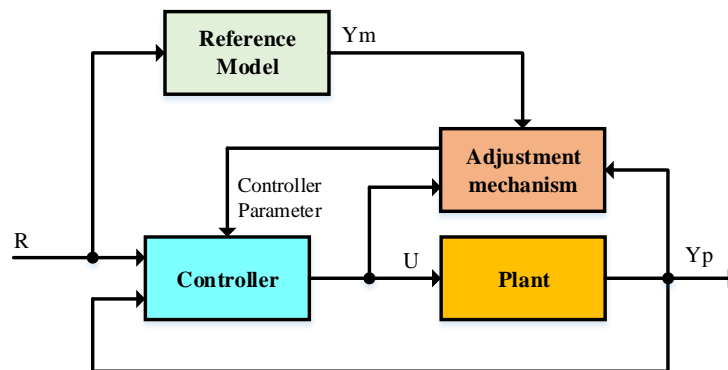 Reference
Model
Ym
Adjustment
mechanism
Controller
Parameter
R
Controller
U
Plant
Yp